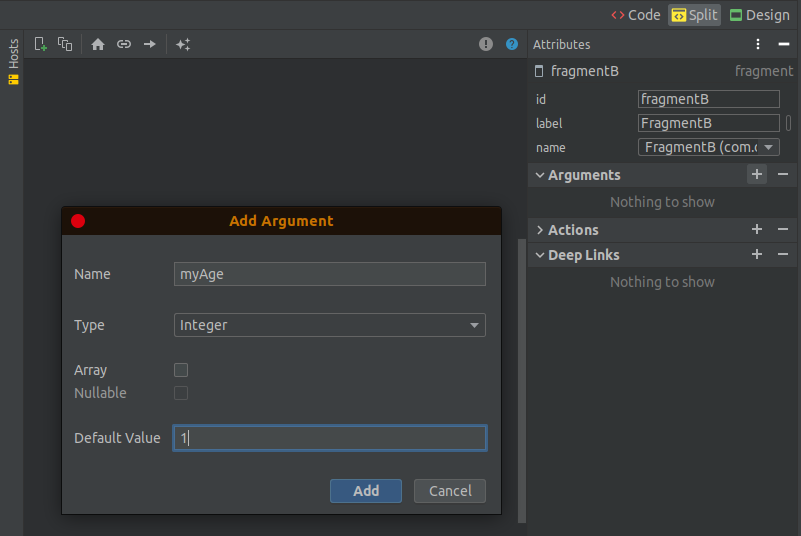 Code Split Design
Hosts
Attributes
fragmentB fragment
id fragmentB
label FragmentB
name FragmentB (com.
Arguments
Nothing to show
Actions
Deep Links
Nothing to show
Add Argument
Name myAge
Type Integer
Array
Nullable
Default Value 1
Add Cancel